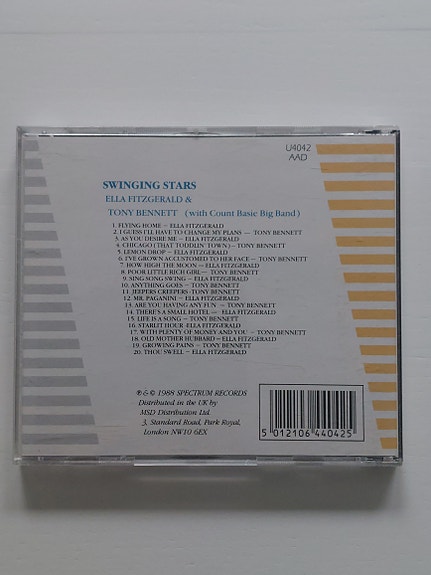 U4042
AAD
SWINGING STARS
ELLA FITZGERALD &
TONY BENNETT (with Count Basie Big Band)
1. FLYING HOME – ELLA FITZGERALD
2. I GUESS I'LL HAVE TO CHANGE MY PLANS – TONY BENNETT
3. AS YOU DESIRE ME – ELLA FITZGERALD
4. CHICAGO (THAT TODDLIN' TOWN) – TONY BENNETT
5. LEMON DROP – ELLA FITZGERALD
6. I'VE GROWN ACCUSTOMED TO HER FACE – TONY BENNETT
7. HOW HIGH THE MOON – ELLA FITZGERALD
8. POOR LITTLE RICH GIRL – TONY BENNETT
9. SING SONG SWING – ELLA FITZGERALD
10. ANYTHING GOES – TONY BENNETT
11. JEEPERS CREEPERS -TONY BENNETT
12. MR. PAGANINI – ELLA FITZGERALD
13. ARE YOU HAVING ANY FUN – TONY BENNETT
14. THERE'S A SMALL HOTEL – ELLA FITZGERALD
15. LIFE IS A SONG – TONY BENNETT
16. STARLIT HOUR -ELLA FITZGERALD
17. WITH PLENTY OF MONEY AND YOU – TONY BENNETT
18. OLD MOTHER HUBBARD – ELLA FITZGERALD
19. GROWING PAINS – TONY BENNETT
20. THOU SWELL – ELLA FITZGERALD
℗ & © 1988 SPECTRUM RECORDS
Distributed in the UK by
MSD Distribution Ltd.
3, Standard Road, Park Royal,
London NW10 6EX
5 012106 440425